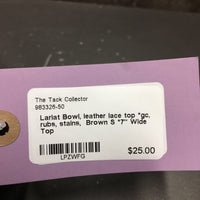 The Tack Collector
983326-50
Lariat Bowl, leather lace top *gc,
rubs, stains, Brown S *7" Wide
Top
$25.00
LPZWFG